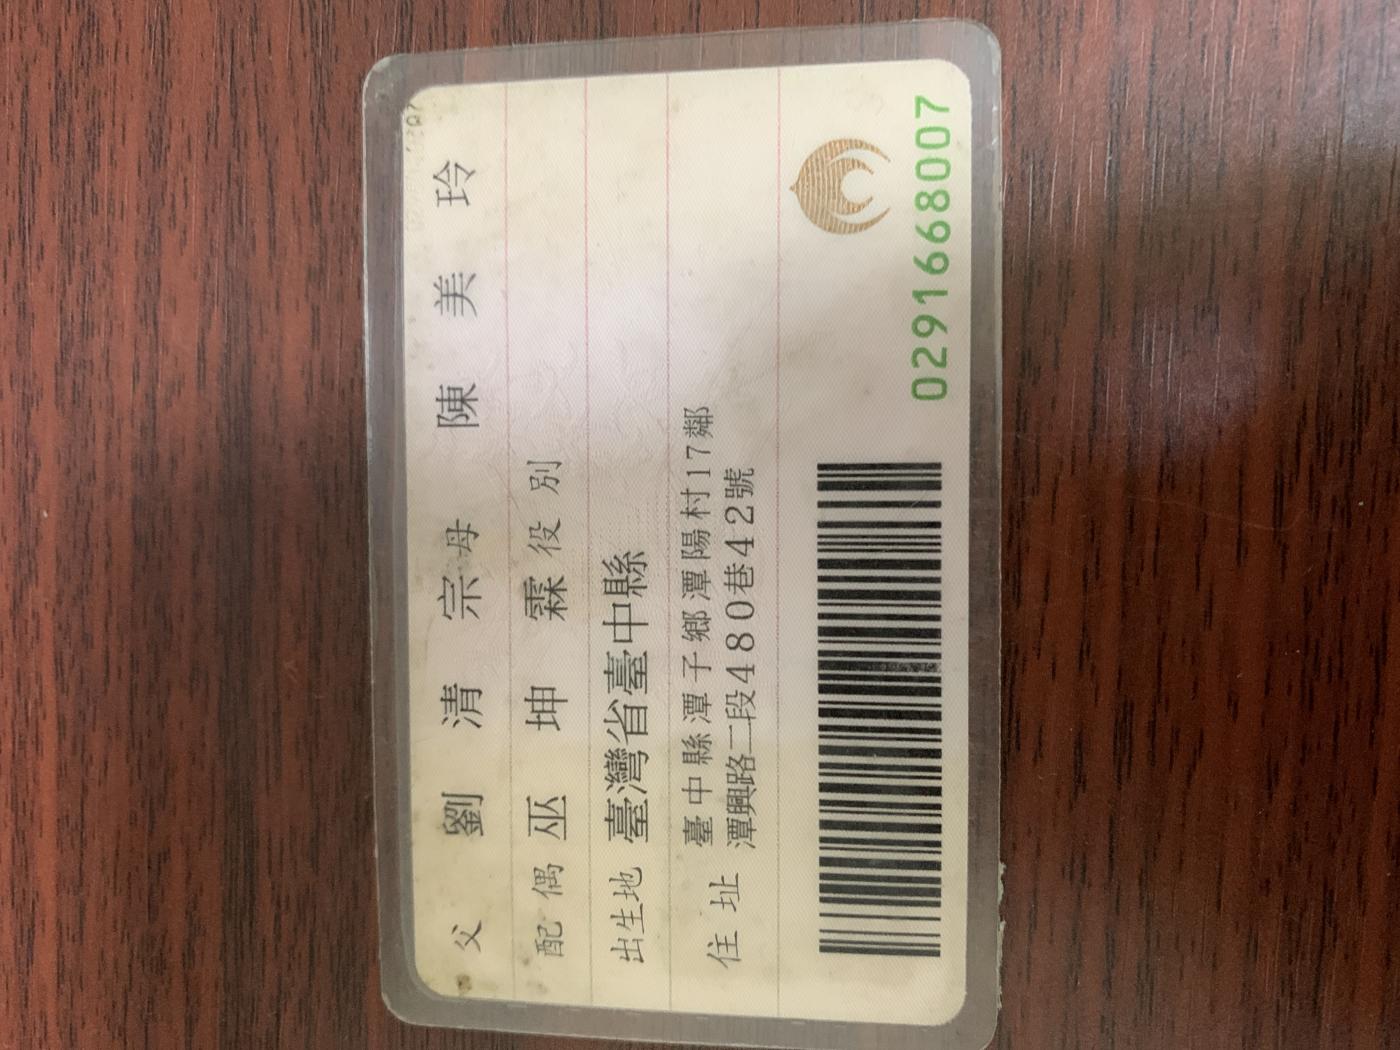 父 劉清宗 母 陳美玲
配偶 巫坤霖 役別
出生地 臺灣省臺中縣
住址 臺中縣潭子鄉潭陽村17鄰
潭興路二段480巷42號
0291668007